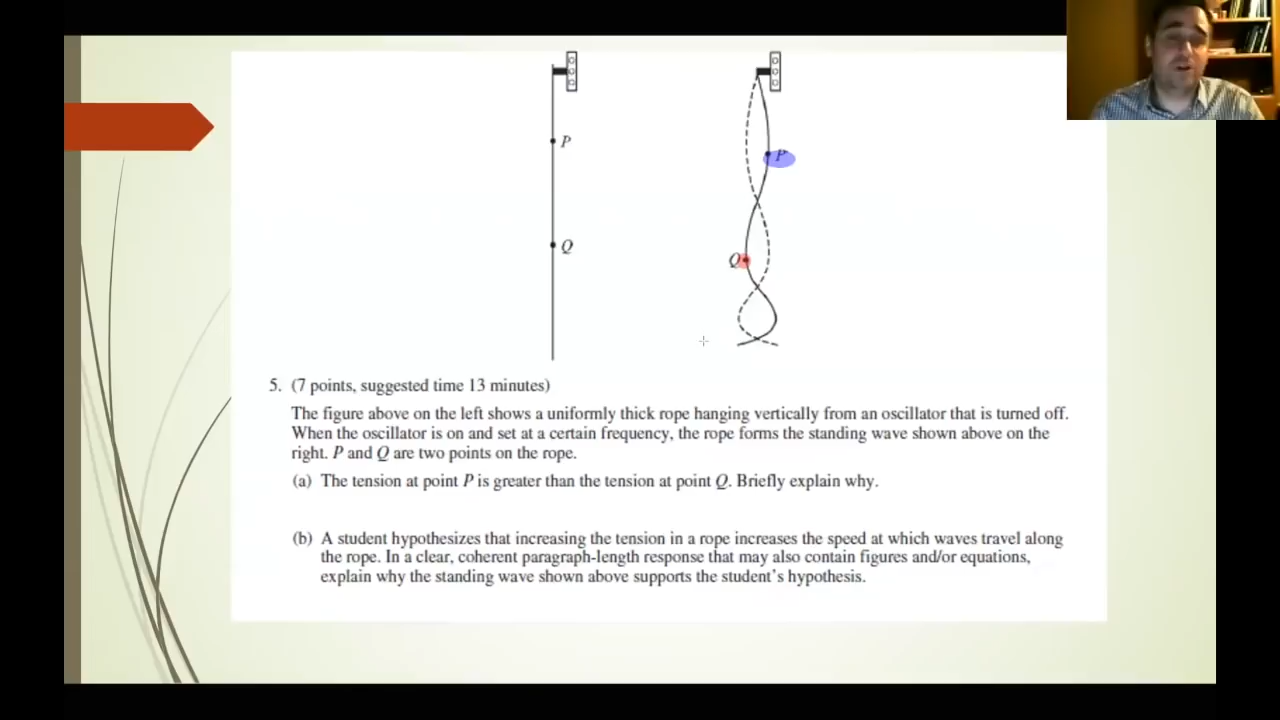 P
P
Q
Q
5. (7 points, suggested time 13 minutes)
The figure above on the left shows a uniformly thick rope hanging vertically from an oscillator that is turned off.
When the oscillator is on and set at a certain frequency, the rope forms the standing wave shown above on the
right. P and Q are two points on the rope.
(a) The tension at point P is greater than the tension at point Q. Briefly explain why.
(b) A student hypothesizes that increasing the tension in a rope increases the speed at which waves travel along
the rope. In a clear, coherent paragraph-length response that may also contain figures and/or equations,
explain why the standing wave shown above supports the student's hypothesis.